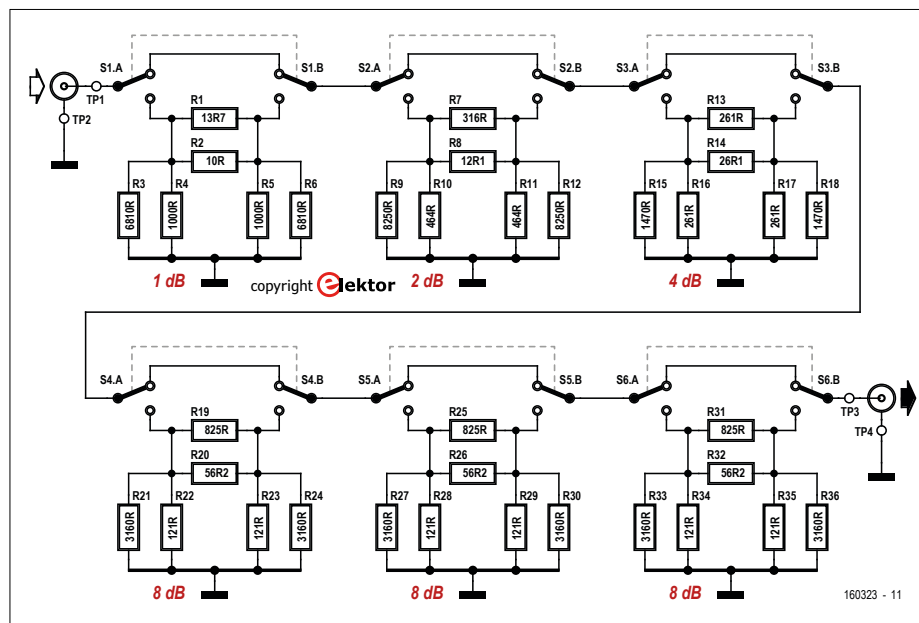 S1.A S1.B S2.A S2.B S3.A S3.B
TP1
TP2
R1
13R7
R2
10R
R3
6810R
R4
1000R
R5
1000R
R6
6810R
1 dB
R7
316R
R8
12R1
R9
8250R
R10
464R
R11
464R
R12
8250R
2 dB
R13
261R
R14
26R1
R15
1470R
R16
261R
R17
261R
R18
1470R
4 dB
copyright elektor
S4.A S4.B S5.A S5.B S6.A S6.B
TP3
TP4
R19
825R
R20
56R2
R21
3160R
R22
121R
R23
121R
R24
3160R
8 dB
R25
825R
R26
56R2
R27
3160R
R28
121R
R29
121R
R30
3160R
8 dB
R31
825R
R32
56R2
R33
3160R
R34
121R
R35
121R
R36
3160R
8 dB
160323 - 11